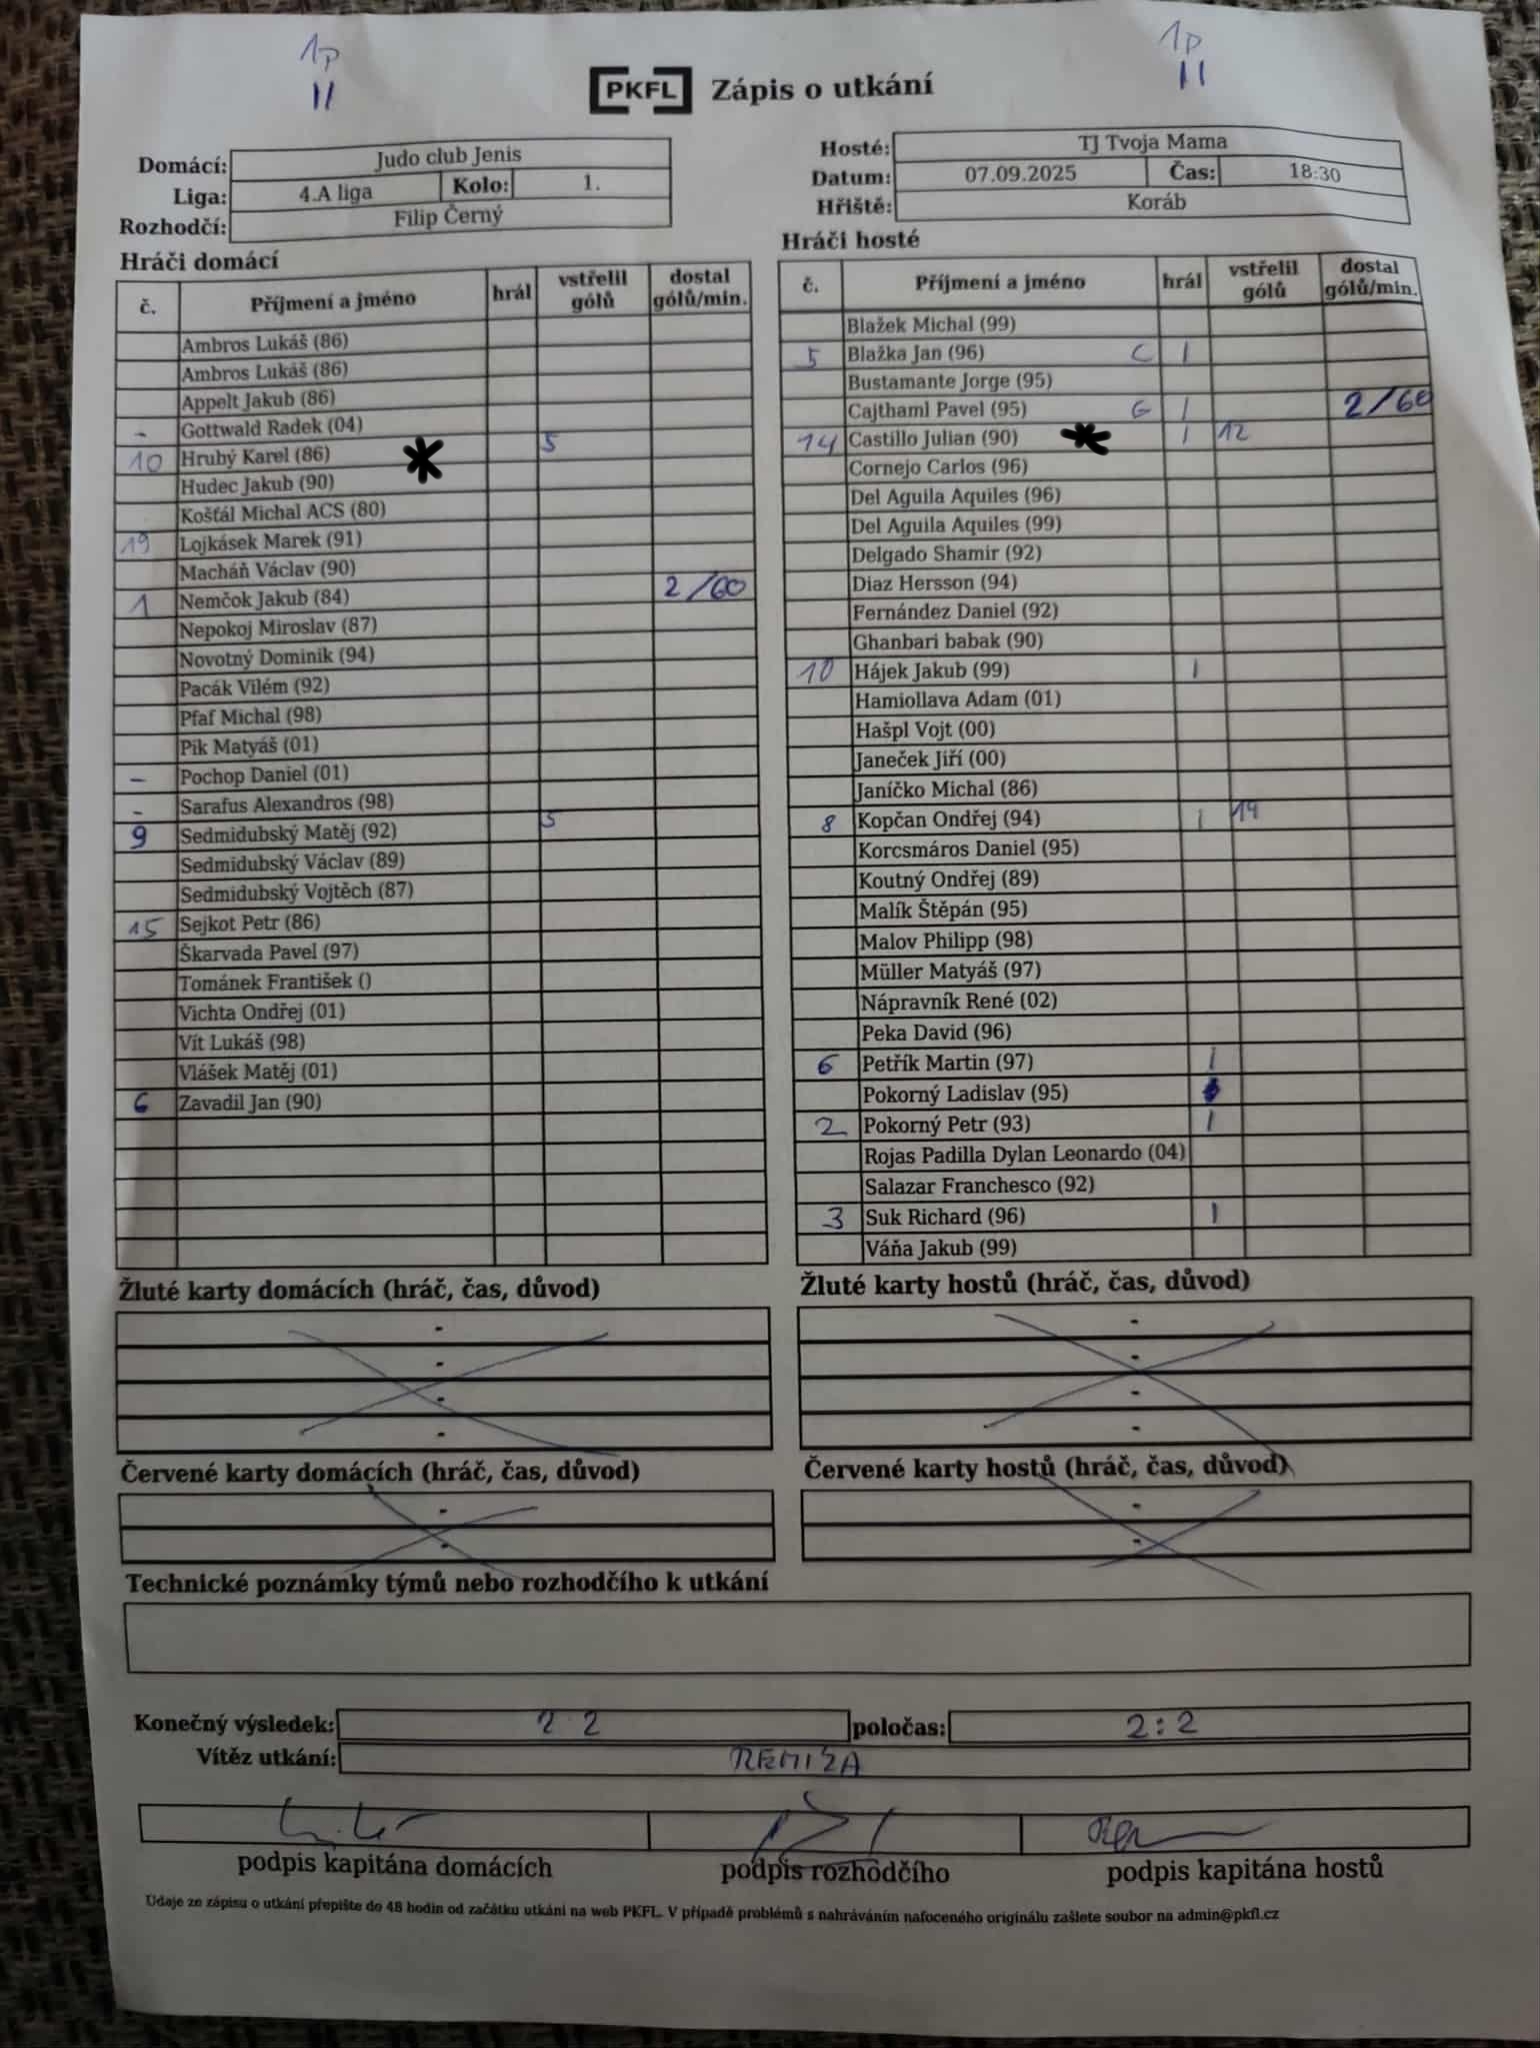 1p 1p
11 11
PKFL Zápis o utkání
Domácí: Judo club Jenis
Liga: 4.A liga Kolo: 1.
Rozhodčí: Filip Černý
Hosté: TJ Tvoja Mama
Datum: 07.09.2025 Čas: 18:30
Hřiště: Koráb
Hráči domácí
č. Příjmení a jméno hrál vstřelil gólů dostal gólů/min.
Ambros Lukáš (86)
Ambros Lukáš (86)
Appelt Jakub (86)
- Gottwald Radek (04)
10 Hrubý Karel (86) 5
Hudec Jakub (90)
Košťál Michal ACS (80)
19 Lojkásek Marek (91)
Macháň Václav (90)
1 Nemčok Jakub (84) 2/60
Nepokoj Miroslav (87)
Novotný Dominik (94)
Pacák Vilém (92)
Pfaf Michal (98)
Pik Matyáš (01)
- Pochop Daniel (01)
- Sarafus Alexandros (98)
9 Sedmidubský Matěj (92) 5
Sedmidubský Václav (89)
Sedmidubský Vojtěch (87)
15 Sejkot Petr (86)
Škarvada Pavel (97)
Tománek František ()
Vichta Ondřej (01)
Vít Lukáš (98)
Vlášek Matěj (01)
6 Zavadil Jan (90)
Hráči hosté
č. Příjmení a jméno hrál vstřelil gólů dostal gólů/min.
Blažek Michal (99)
5 Blažka Jan (96) C 1
Bustamante Jorge (95)
Cajthaml Pavel (95) G 1 2/60
14 Castillo Julian (90) 1 12
Cornejo Carlos (96)
Del Aguila Aquiles (96)
Del Aguila Aquiles (99)
Delgado Shamir (92)
Diaz Hersson (94)
Fernández Daniel (92)
Ghanbari babak (90)
10 Hájek Jakub (99) 1
Hamiollava Adam (01)
Hašpl Vojt (00)
Janeček Jiří (00)
Janíčko Michal (86)
8 Kopčan Ondřej (94) 1 14
Korcsmáros Daniel (95)
Koutný Ondřej (89)
Malík Štěpán (95)
Malov Philipp (98)
Müller Matyáš (97)
Nápravník René (02)
Peka David (96)
6 Petřík Martin (97) 1
Pokorný Ladislav (95)
2 Pokorný Petr (93) 1
Rojas Padilla Dylan Leonardo (04)
Salazar Franchesco (92)
3 Suk Richard (96) 1
Váňa Jakub (99)
Žluté karty domácích (hráč, čas, důvod)
-
-
-
-
Žluté karty hostů (hráč, čas, důvod)
-
-
-
-
Červené karty domácích (hráč, čas, důvod)
-
-
Červené karty hostů (hráč, čas, důvod)
-
-
Technické poznámky týmů nebo rozhodčího k utkání
Konečný výsledek: 2 2 poločas: 2:2
Vítěz utkání: REMIZA
podpis kapitána domácích podpis rozhodčího podpis kapitána hostů
Udaje ze zápisu o utkání přepište do 48 hodin od začátku utkání na web PKFL. V případě problémů s nahráváním nafoceného originálu zašlete soubor na admin@pkfl.cz